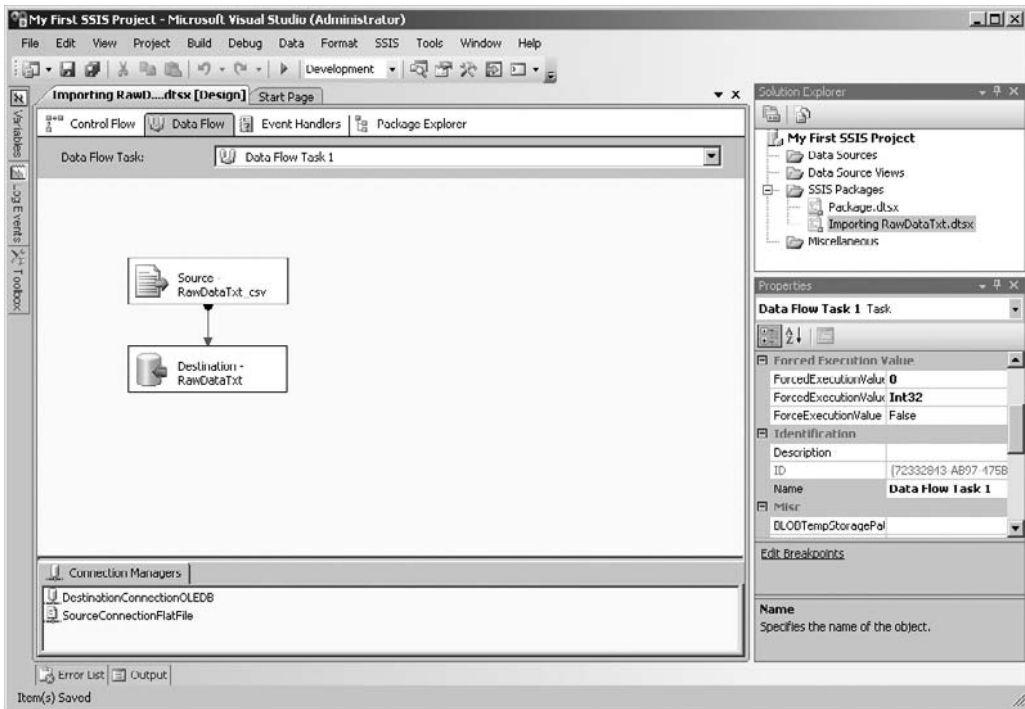 My First SSIS Project - Microsoft Visual Studio (Administrator)
File Edit View Project Build Debug Data Format SSIS Tools Window Help
Development
Importing RawD....dtsx [Design] Start Page
Control Flow Data Flow Event Handlers Package Explorer
Data Flow Task: Data Flow Task 1
Variables
Log Events
Toolbox
Source -
RawDataTxt_csv
Destination -
RawDataTxt
Connection Managers
DestinationConnectionOLEDB
SourceConnectionFlatFile
Error List Output
Item(s) Saved
Solution Explorer
My First SSIS Project
Data Sources
Data Source Views
SSIS Packages
Package.dtsx
Importing RawDataTxt.dtsx
Miscellaneous
Properties
Data Flow Task 1 Task
Forced Execution Value
ForcedExecutionValue 0
ForcedExecutionValue Int32
ForceExecutionValue False
Identification
Description
ID {72332843-AB97-475B
Name Data Flow Task 1
Misc
BLOBTempStoragePat
Edit Breakpoints
Name
Specifies the name of the object.